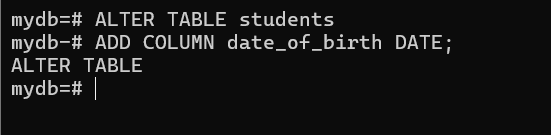 mydb=# ALTER TABLE students
mydb-# ADD COLUMN date_of_birth DATE;
ALTER TABLE
mydb=#